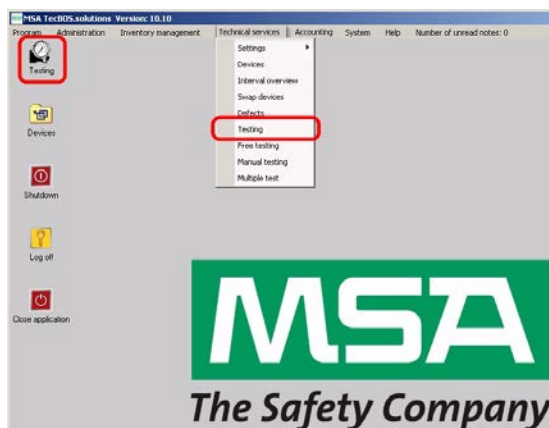 MSA TecBOS.solutions Version: 10.10
Program Administration Inventory management Technical services Accounting System Help Number of unread notes: 0
Testing
Devices
Shutdown
Log off
Close application
Settings
Devices
Interval overview
Swap devices
Defects
Testing
Free testing
Manual testing
Multiple test
MSA
The Safety Company